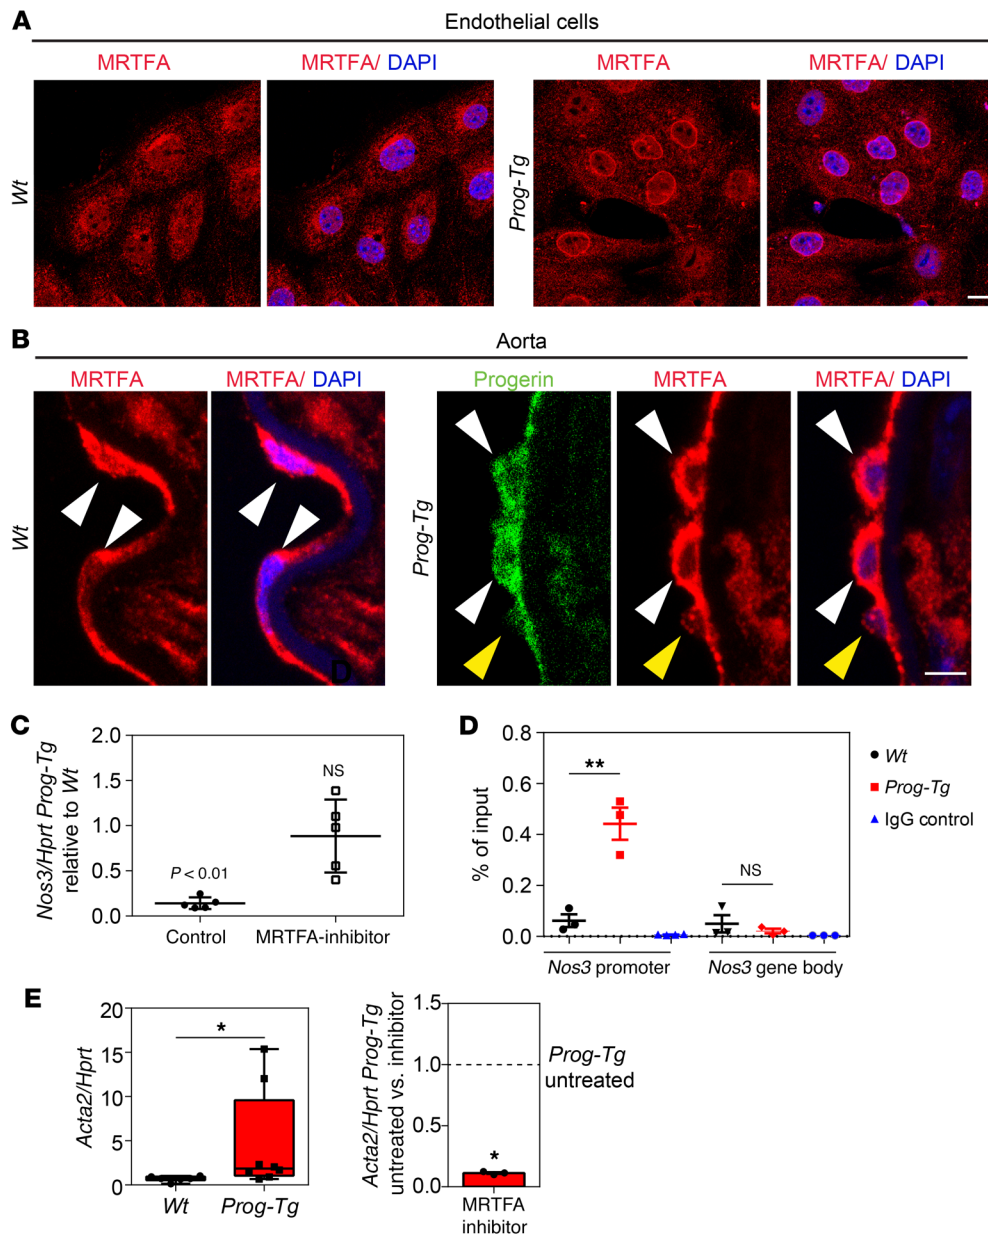 A
Endothelial cells
MRTFA
MRTFA/ DAPI
MRTFA
MRTFA/ DAPI
Wt
Prog-Tg
B
Aorta
MRTFA
MRTFA/ DAPI
Progerin
MRTFA
MRTFA/ DAPI
Wt
Prog-Tg
D
C
Nos3/Hprt Prog-Tg
relative to Wt
2.0
1.5
1.0
0.5
0.0
P < 0.01
NS
Control
MRTFA-inhibitor
D
% of input
0.8
0.6
0.4
0.2
0.0
**
NS
Nos3 promoter
Nos3 gene body
Wt
Prog-Tg
IgG control
E
Acta2/Hprt
20
15
10
5
0
*
Wt
Prog-Tg
Acta2/Hprt Prog-Tg
untreated vs. inhibitor
1.5
1.0
0.5
0.0
*
MRTFA
inhibitor
Prog-Tg
untreated